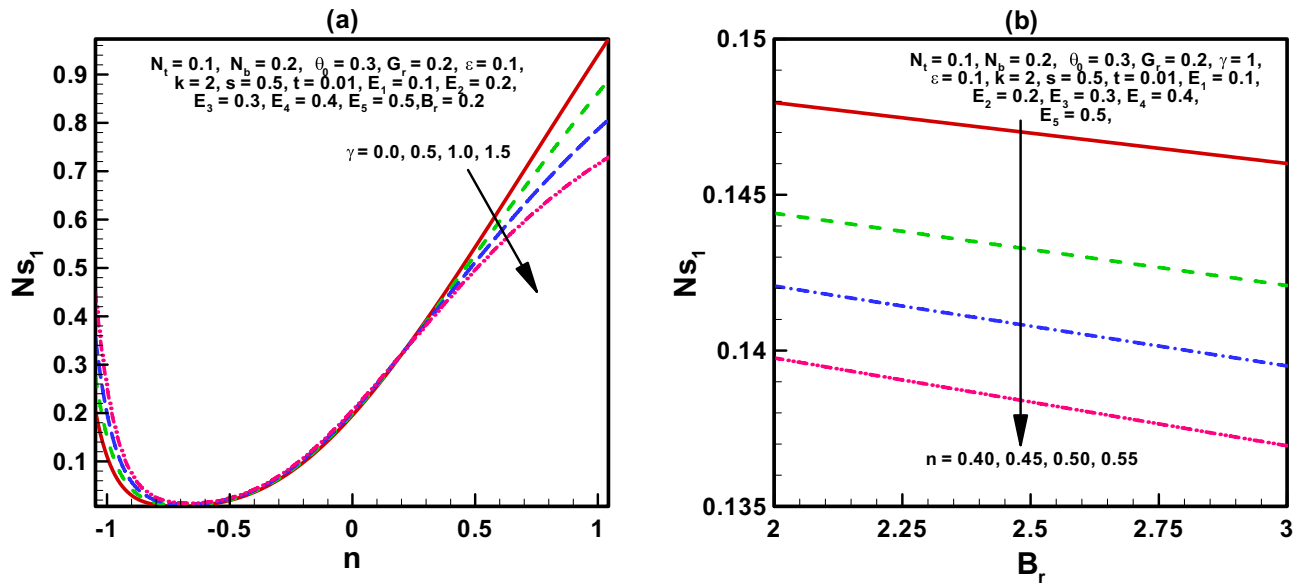 (a)
N_t = 0.1, N_b = 0.2, θ_0 = 0.3, G_r = 0.2, ε = 0.1,
k = 2, s = 0.5, t = 0.01, E_1 = 0.1, E_2 = 0.2,
E_3 = 0.3, E_4 = 0.4, E_5 = 0.5,B_r = 0.2
γ = 0.0, 0.5, 1.0, 1.5
Ns_1
0.9
0.8
0.7
0.6
0.5
0.4
0.3
0.2
0.1
-1
-0.5
0
0.5
1
n
(b)
N_t = 0.1, N_b = 0.2, θ_0 = 0.3, G_r = 0.2, γ = 1,
ε = 0.1, k = 2, s = 0.5, t = 0.01, E_1 = 0.1,
E_2 = 0.2, E_3 = 0.3, E_4 = 0.4,
E_5 = 0.5,
n = 0.40, 0.45, 0.50, 0.55
Ns_1
0.15
0.145
0.14
0.135
2
2.25
2.5
2.75
3
B_r